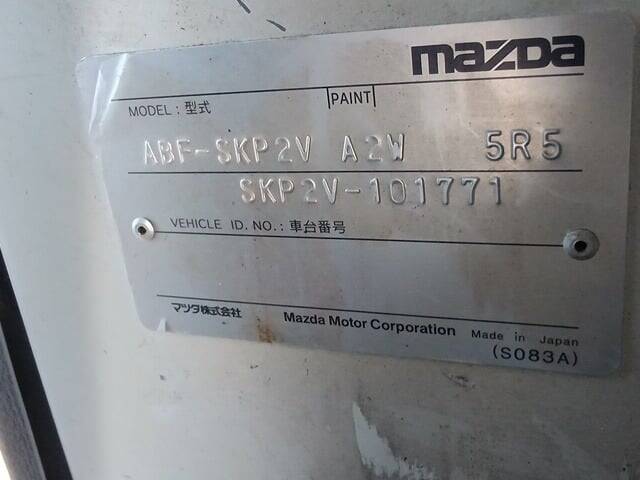 mazda
MODEL : 型式 PAINT
ABF-SKP2V A2W 5R5
SKP2V-101771
VEHICLE ID. NO. : 車台番号
マツダ株式会社 Mazda Motor Corporation Made in Japan
(S083A)